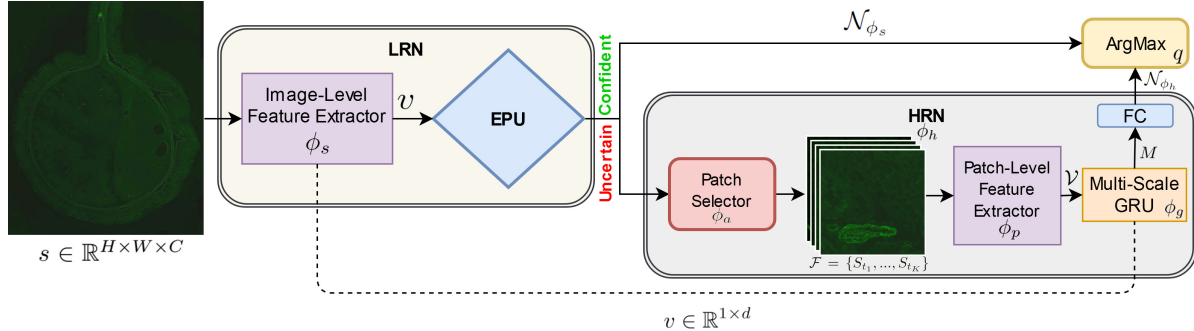 LRN
Image-Level
Feature Extractor
ϕ_s
υ
EPU
Confident
Uncertain
𝒩_{ϕ_s}
ArgMax
q
𝒩_{ϕ_h}
HRN
ϕ_h
FC
M
Patch
Selector
ϕ_a
Patch-Level
Feature
Extractor
ϕ_p
𝒱
Multi-Scale
GRU
ϕ_g
ℱ = {S_{t_1}, ..., S_{t_K}}
s ∈ ℝ^{H×W×C}
v ∈ ℝ^{1×d}